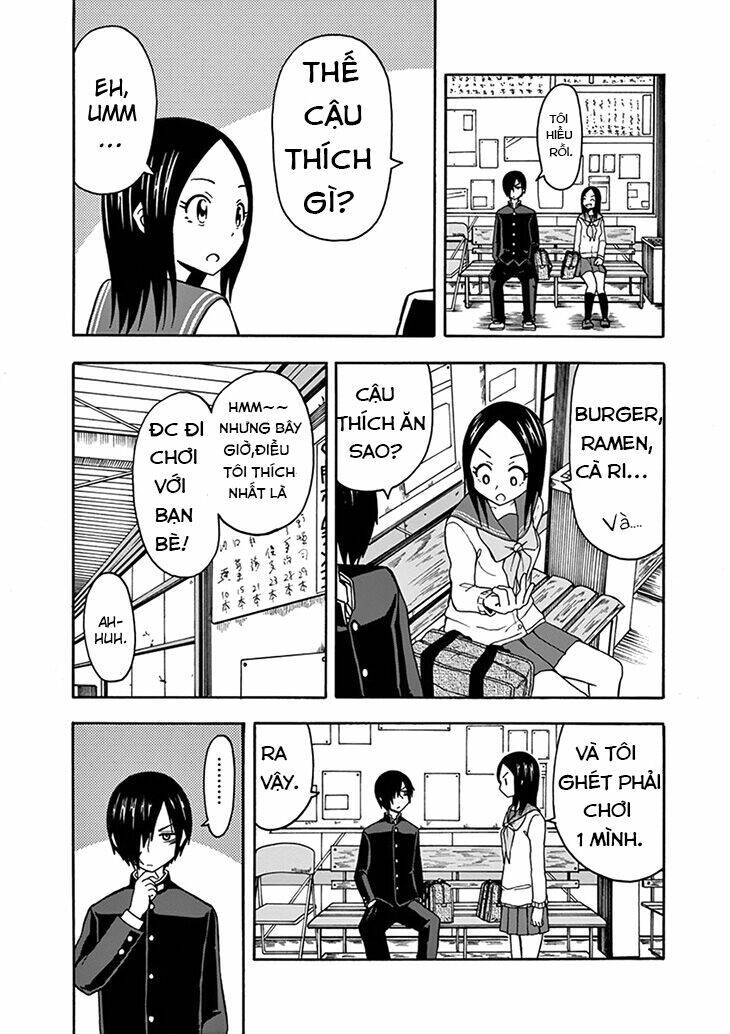 TÔI
HIỂU
RỒI.
THẾ
CẬU
THÍCH
GÌ?
EH,
UMM
...
BURGER,
RAMEN,
CÀ RI...
Và....
CẬU
THÍCH ĂN
SAO?
HMM~~
NHƯNG BÂY
GIỜ,ĐIỀU
TÔI THÍCH
NHẤT LÀ
ĐC ĐI
CHƠI
VỚI
BẠN
BÈ!
AH-
HUH.
VÀ TÔI
GHÉT PHẢI
CHƠI
1 MÌNH.
RA
VẬY.
.........